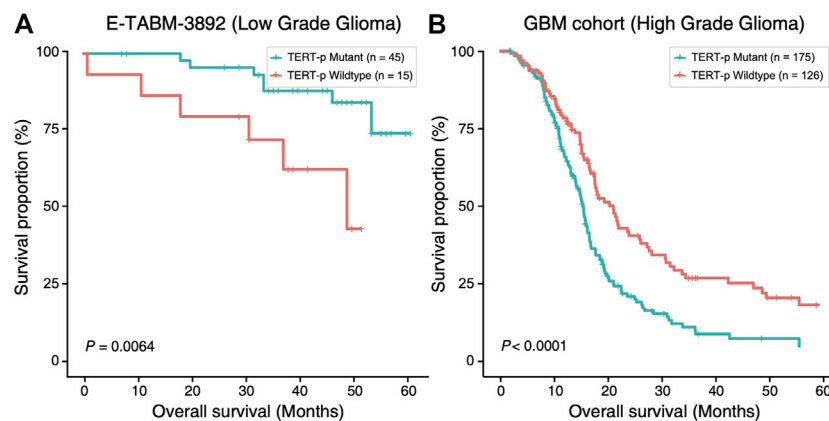 A
E-TABM-3892 (Low Grade Glioma)
TERT-p Mutant (n = 45)
TERT-p Wildtype (n = 15)
Survival proportion (%)
100
75
50
25
0
P = 0.0064
0 10 20 30 40 50 60
Overall survival (Months)
B
GBM cohort (High Grade Glioma)
TERT-p Mutant (n = 175)
TERT-p Wildtype (n = 126)
Survival proportion (%)
100
75
50
25
0
P < 0.0001
0 10 20 30 40 50 60
Overall survival (Months)